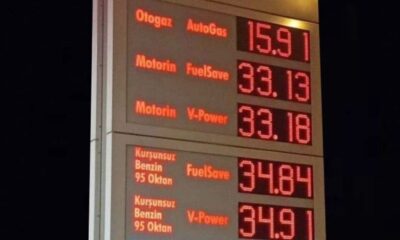 Otogaz AutoGas 15.91
Motorin FuelSave 33.13
Motorin V-Power 33.18
Kurşunsuz
Benzin FuelSave 34.84
95 Oktan
Kurşunsuz
Benzin V-Power 34.91
95 Oktan